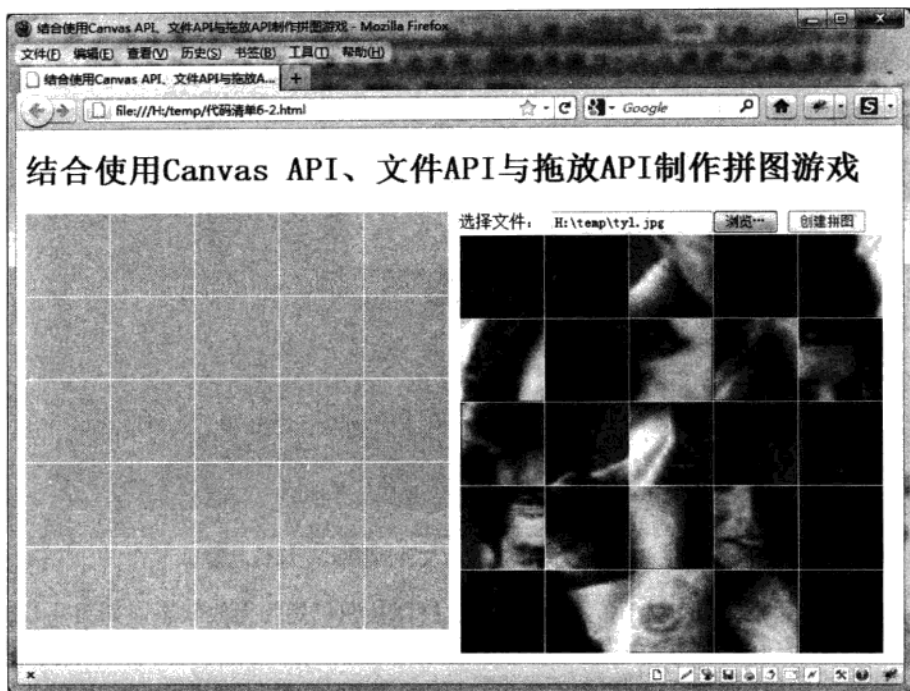 结合使用Canvas API、文件API与拖放API制作拼图游戏 - Mozilla Firefox
文件(F) 编辑(E) 查看(V) 历史(S) 书签(B) 工具(T) 帮助(H)
结合使用Canvas API、文件API与拖放A...
file:///H:/temp/代码清单6-2.html
Google
S
结合使用Canvas API、文件API与拖放API制作拼图游戏
选择文件: H:\temp\tyl.jpg 浏览… 创建拼图